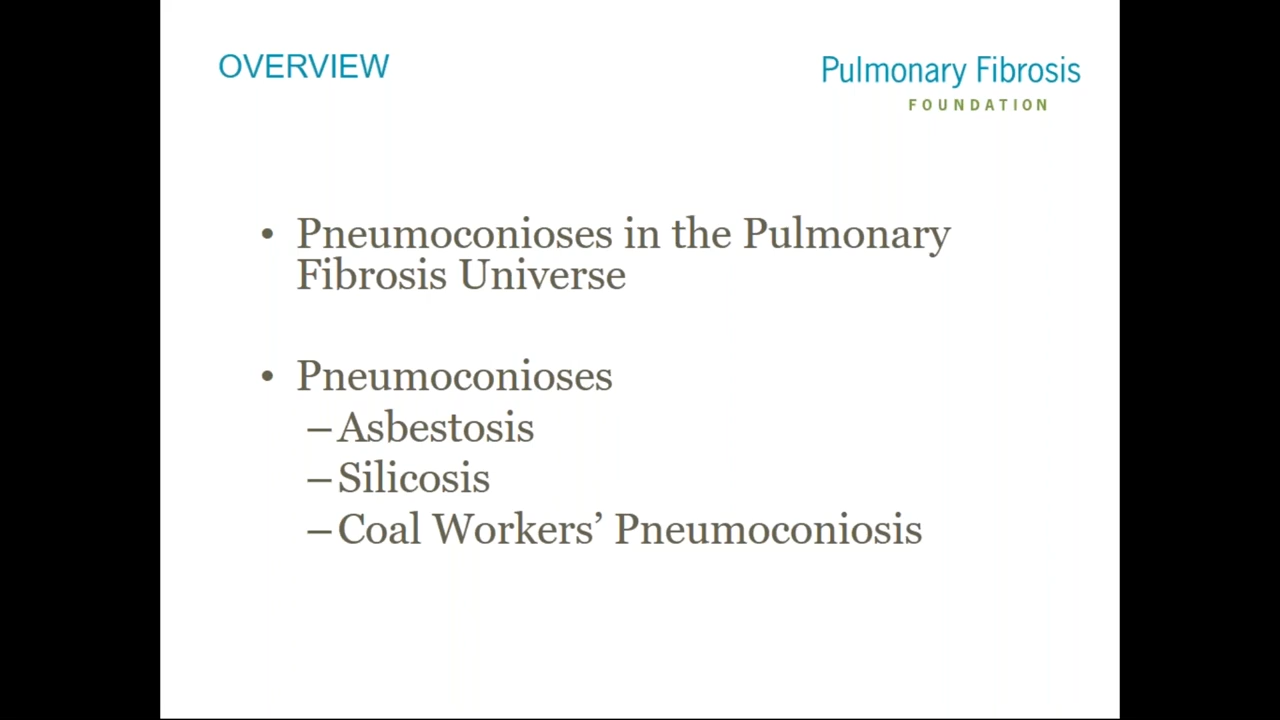 OVERVIEW
Pulmonary Fibrosis
FOUNDATION
• Pneumoconioses in the Pulmonary
Fibrosis Universe
• Pneumoconioses
– Asbestosis
– Silicosis
– Coal Workers’ Pneumoconiosis